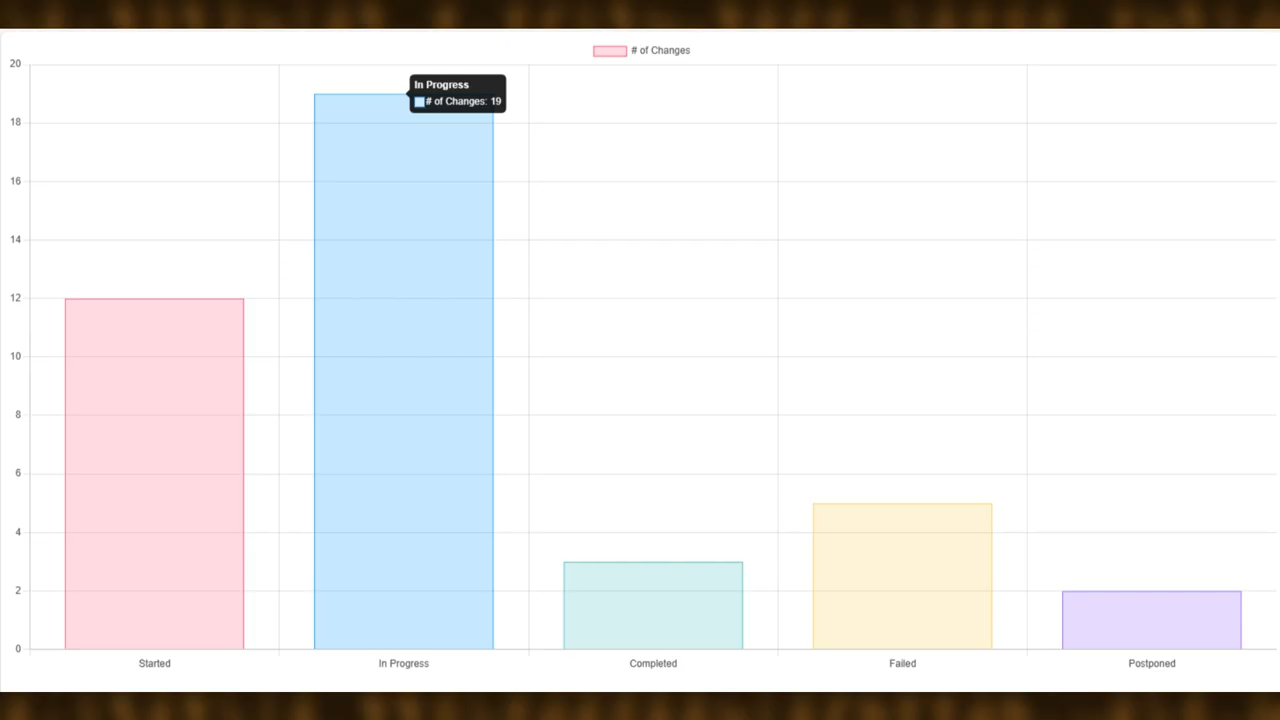 # of Changes
20
In Progress
# of Changes: 19
18
16
14
12
10
8
6
4
2
0
Started
In Progress
Completed
Failed
Postponed